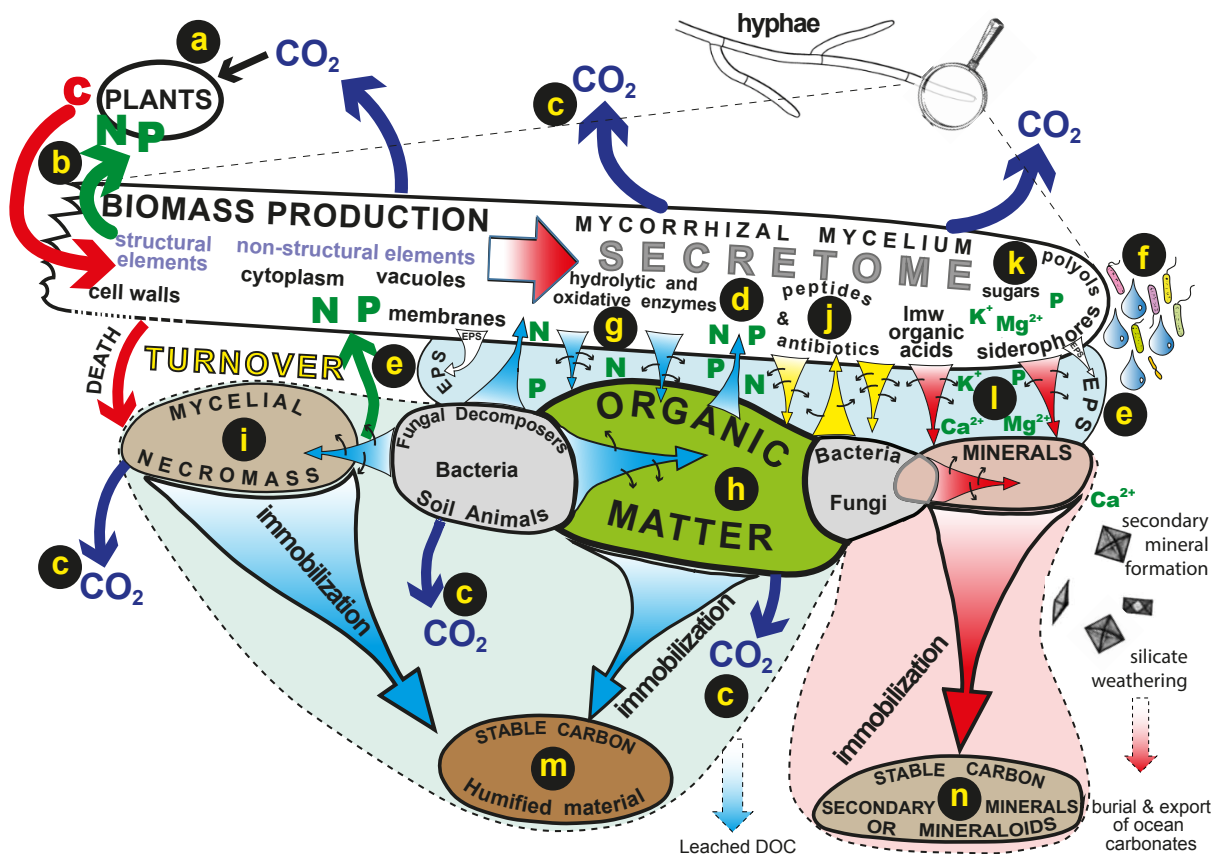 hyphae
a
CO2
c
CO2
CO2
C
PLANTS
N P
b
BIOMASS PRODUCTION
structural
elements
non-structural elements
cytoplasm vacuoles
cell walls
N P membranes
MYCORRHIZAL MYCELIUM
SECRETOME
hydrolytic and
oxidative enzymes
d
peptides
&
j
antibiotics
lmw
organic
acids
k
sugars
polyols
P
K+
Mg2+
siderophores
f
DEATH
TURNOVER
e
EPS
EPS
N
P
g
N
N P
P
N
K+
P
l
Ca2+
Mg2+
EPS
EPS
e
MYCELIAL
i
NECROMASS
Fungal Decomposers
Bacteria
Soil Animals
ORGANIC
h
MATTER
Bacteria
Fungi
MINERALS
Ca2+
secondary
mineral
formation
silicate
weathering
c
CO2
c
CO2
CO2
c
immobilization
immobilization
immobilization
STABLE CARBON
m
Humified material
Leached DOC
STABLE CARBON
n
SECONDARY MINERALS
OR MINERALOIDS
burial & export
of ocean
carbonates